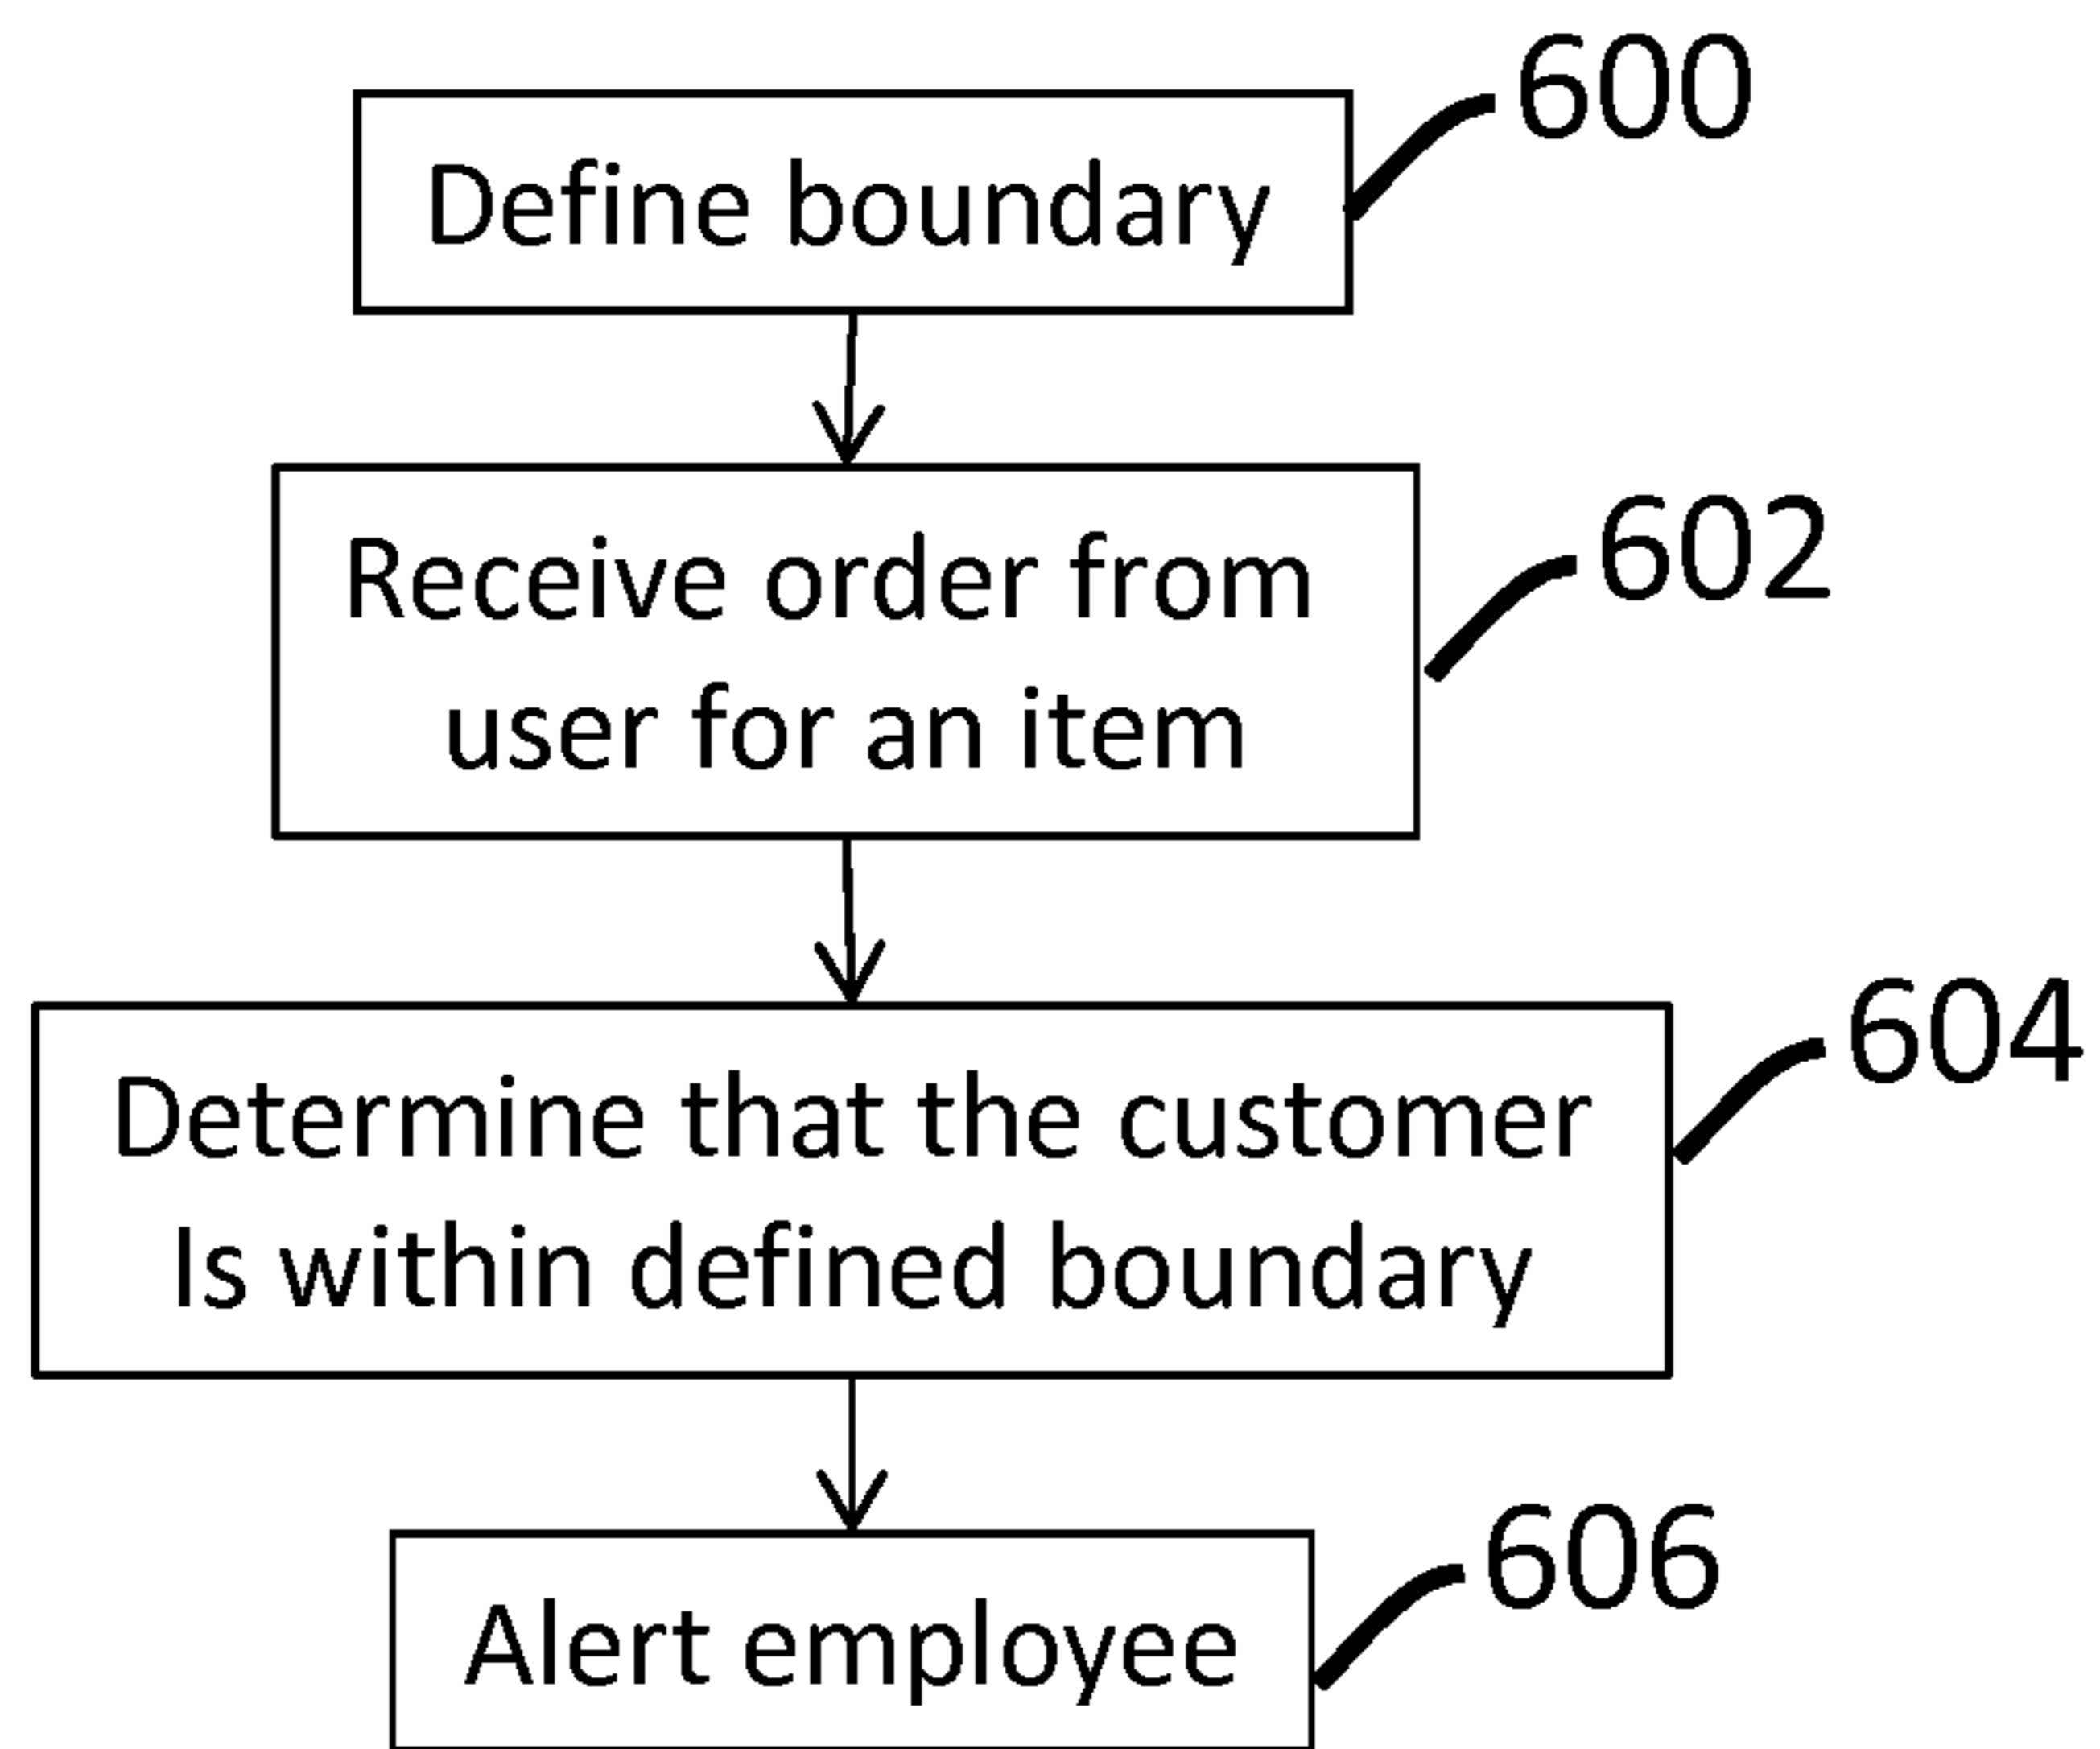 600
Define boundary
602
Receive order from
user for an item
604
Determine that the customer
Is within defined boundary
606
Alert employee